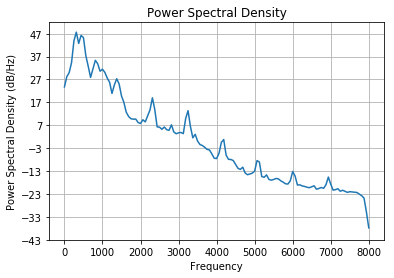 Power Spectral Density
Power Spectral Density (dB/Hz)
47
37
27
17
7
−3
−13
−23
−33
−43
0 1000 2000 3000 4000 5000 6000 7000 8000
Frequency